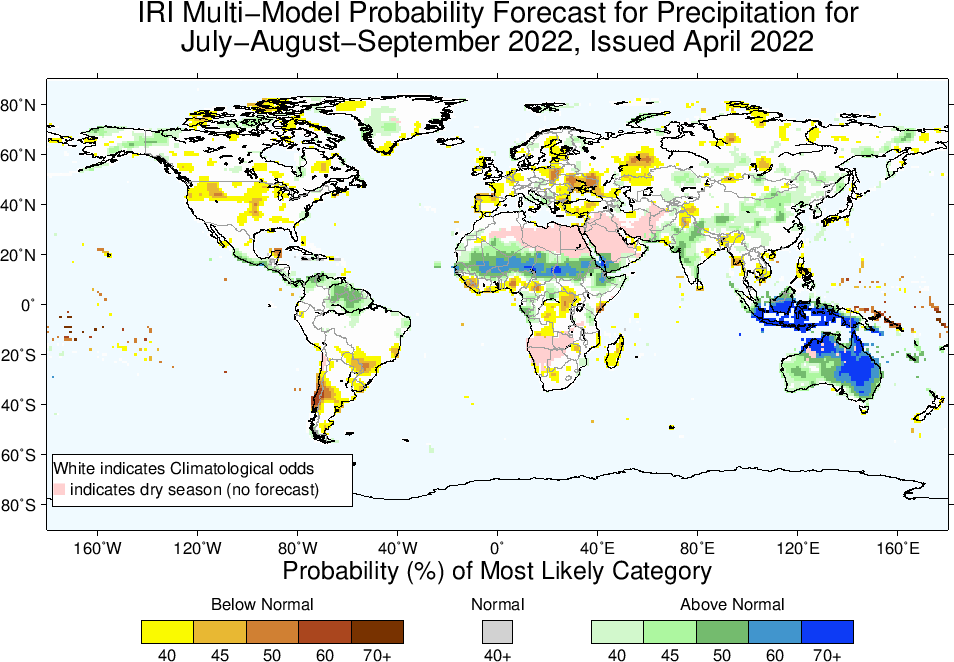 IRI Multi−Model Probability Forecast for Precipitation for
July−August−September 2022, Issued April 2022
80˚N
60˚N
40˚N
20˚N
0˚
20˚S
40˚S
60˚S
80˚S
White indicates Climatological odds
indicates dry season (no forecast)
160˚W 120˚W 80˚W 40˚W 0˚ 40˚E 80˚E 120˚E 160˚E
Probability (%) of Most Likely Category
Below Normal Normal Above Normal
40 45 50 60 70+ 40+ 40 40 50 60 70+